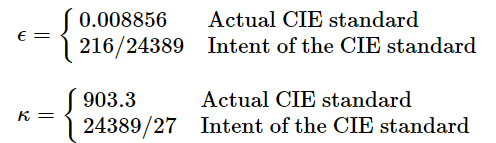 ϵ = { 0.008856 Actual CIE standard
216/24389 Intent of the CIE standard
κ = { 903.3 Actual CIE standard
24389/27 Intent of the CIE standard